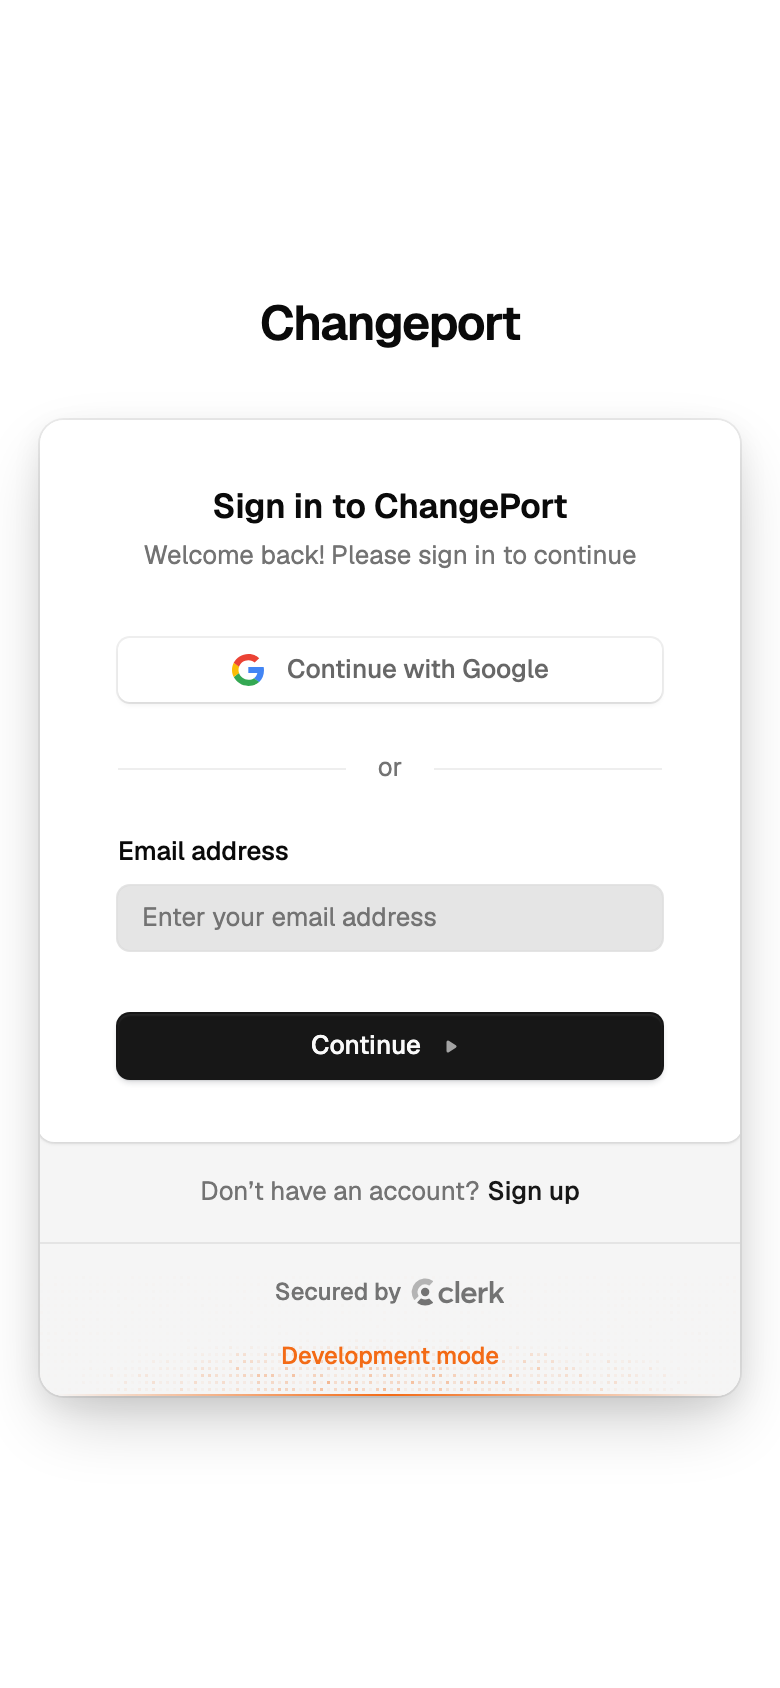 Changeport
Sign in to ChangePort
Welcome back! Please sign in to continue
Continue with Google
or
Email address
Enter your email address
Continue
Don’t have an account? Sign up
Secured by clerk
Development mode